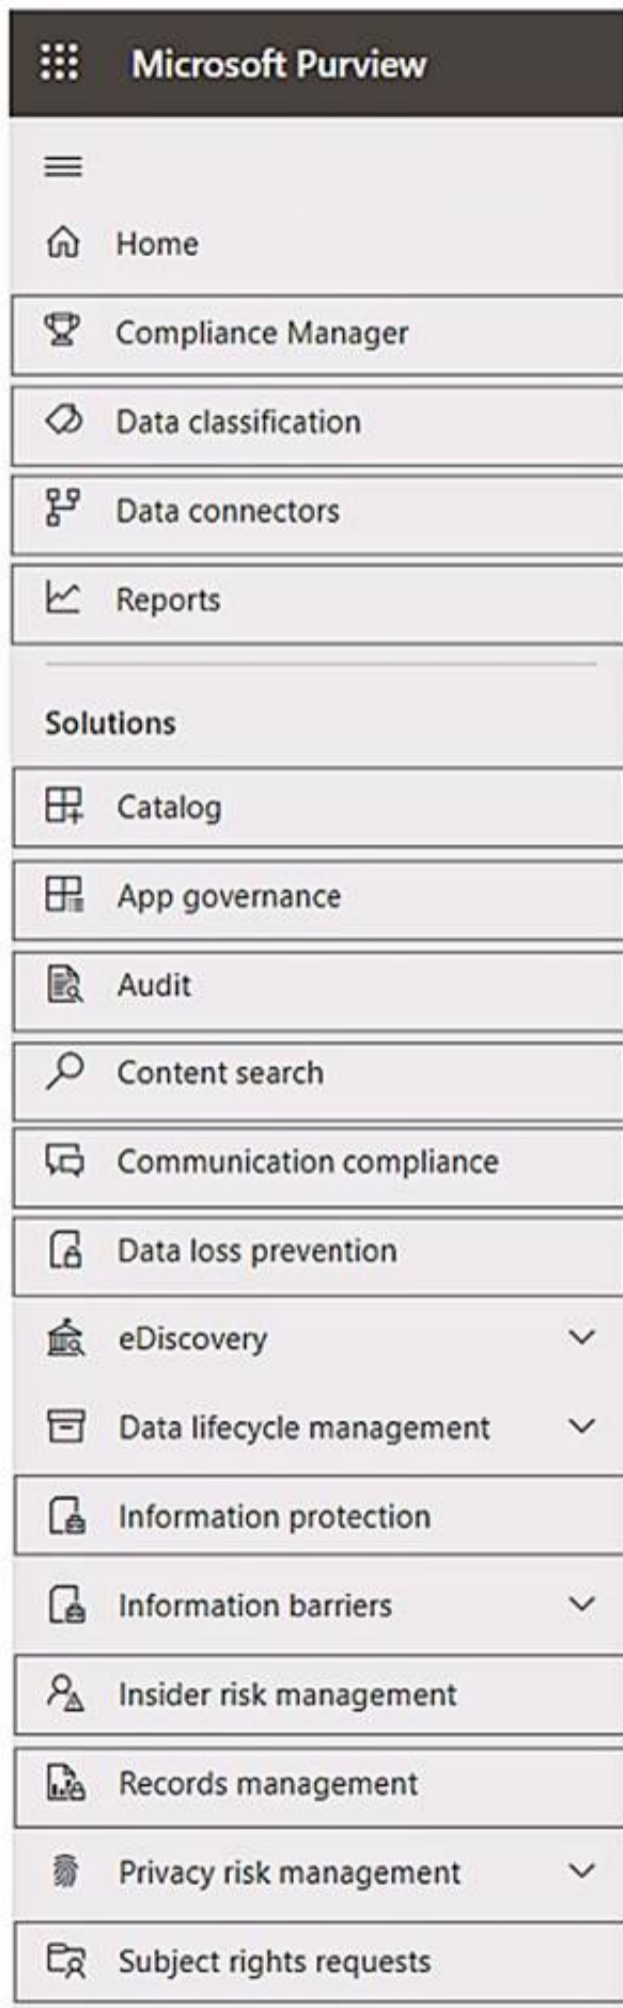 Microsoft Purview
Home
Compliance Manager
Data classification
Data connectors
Reports
Solutions
Catalog
App governance
Audit
Content search
Communication compliance
Data loss prevention
eDiscovery
Data lifecycle management
Information protection
Information barriers
Insider risk management
Records management
Privacy risk management
Subject rights requests